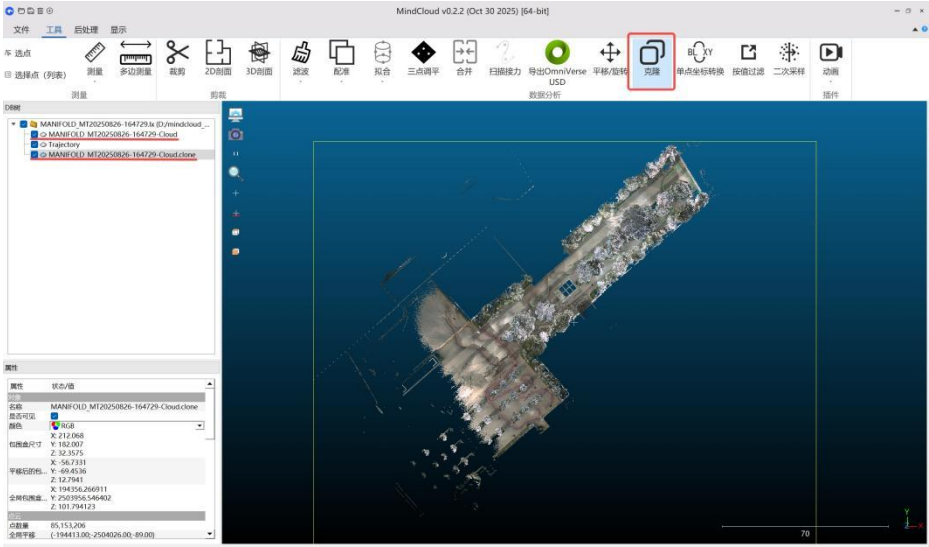 MindCloud v0.2.2 (Oct 30 2025) [64-bit]
文件 工具 后处理 显示
选点
选择点 (列表)
测量 多边测量 裁剪 2D剖面 3D剖面 滤波 配准 拟合 三点调平 合并 扫描接力 导出OmniVerse USD 平移/旋转 克隆 单点坐标转换 按值过滤 二次采样 动画
测量 剪裁 数据分析 插件
DB树
MANIFOLD_MT20250826-164729.lx (D:/mindcloud_...
MANIFOLD_MT20250826-164729-Cloud
Trajectory
MANIFOLD_MT20250826-164729-Cloud.clone
属性
属性 状态/值
对象
名称 MANIFOLD_MT20250826-164729-Cloud.clone
是否可见
颜色 RGB
X: 212.068
包围盒尺寸 Y: 182.007
Z: 32.3575
X: -56.7331
平移后的包... Y: -69.4536
Z: 12.7941
X: 194356.266911
全局包围盒... Y: 2503956.546402
Z: 101.794123
点云
点数量 85,153,206
全局平移 (-194413.00;-2504026.00;-89.00)
Y
X
Z
70